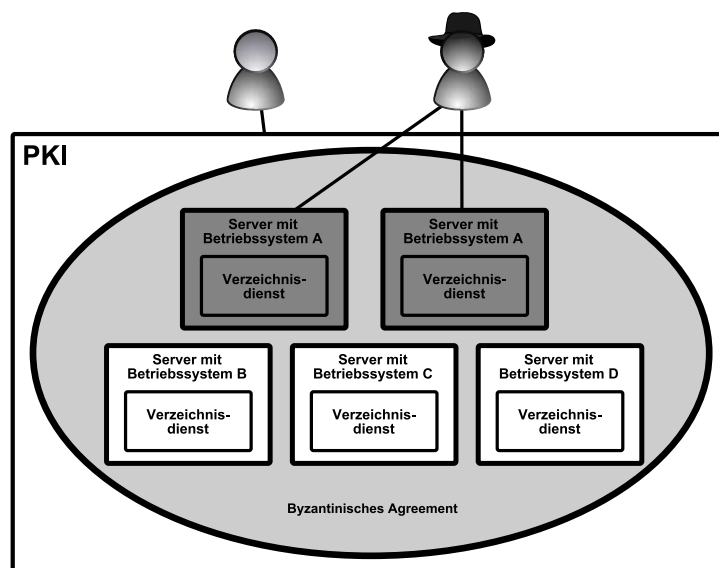 PKI
Server mit
Betriebssystem A
Verzeichnis-
dienst
Server mit
Betriebssystem A
Verzeichnis-
dienst
Server mit
Betriebssystem B
Verzeichnis-
dienst
Server mit
Betriebssystem C
Verzeichnis-
dienst
Server mit
Betriebssystem D
Verzeichnis-
dienst
Byzantinisches Agreement